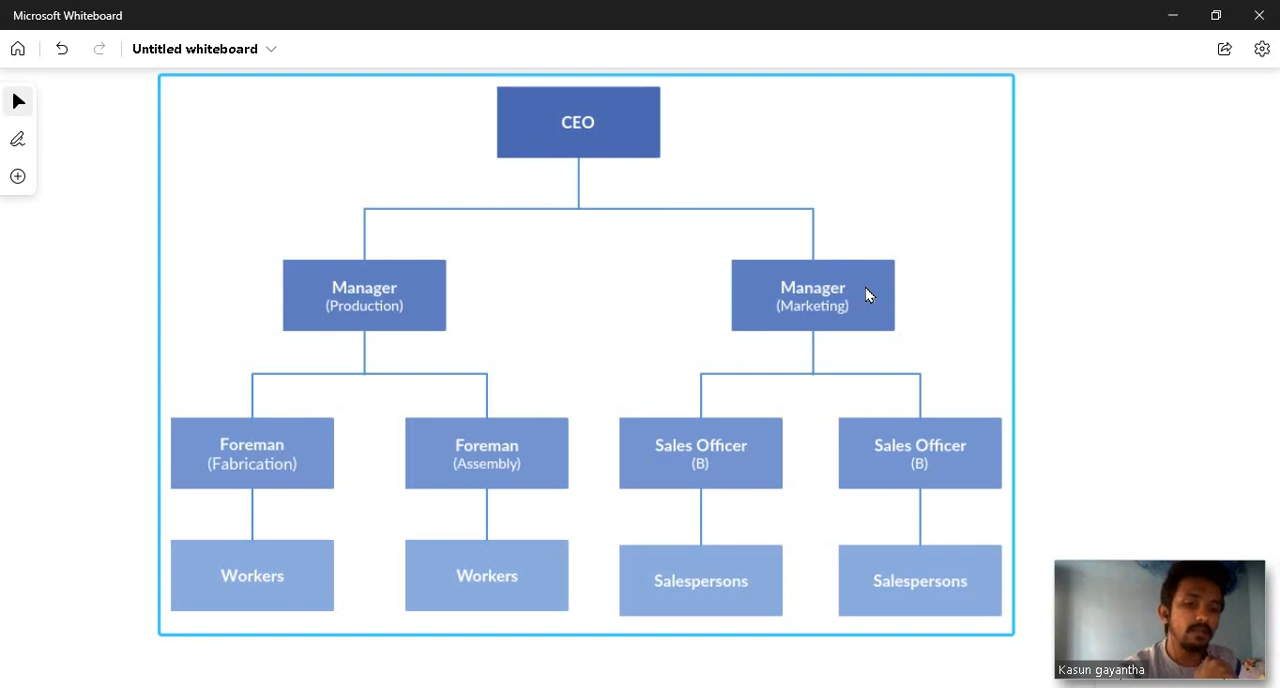 Microsoft Whiteboard
Untitled whiteboard
CEO
Manager
(Production)
Manager
(Marketing)
Foreman
(Fabrication)
Foreman
(Assembly)
Sales Officer
(B)
Sales Officer
(B)
Workers
Workers
Salespersons
Salespersons
Kasun gayantha